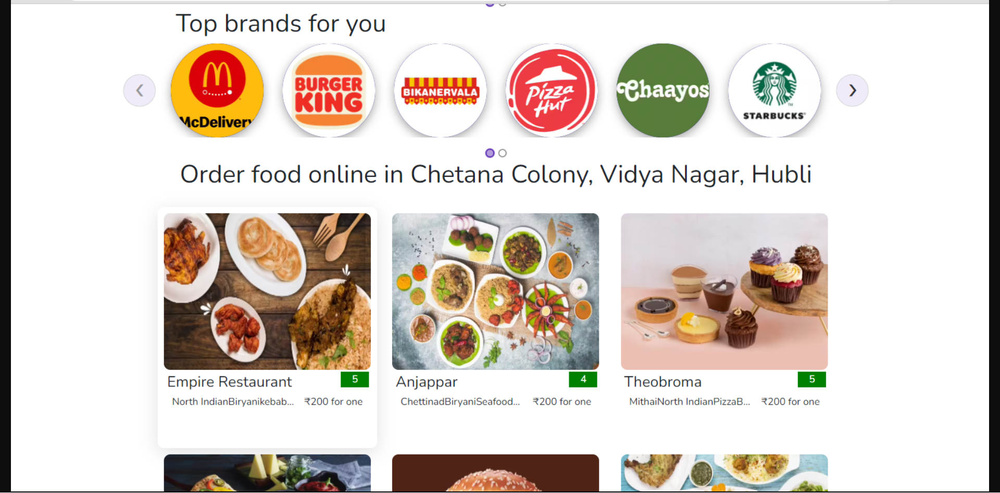 Top brands for you
McDelivery
BURGER
KING
BIKANERVALA
Pizza
Hut
Chaayos
STARBUCKS
Order food online in Chetana Colony, Vidya Nagar, Hubli
Empire Restaurant 5
North IndianBiryanikebab... ₹200 for one
Anjappar 4
ChettinadBiryaniSeafood... ₹200 for one
Theobroma 5
MithaiNorth IndianPizzaB... ₹200 for one